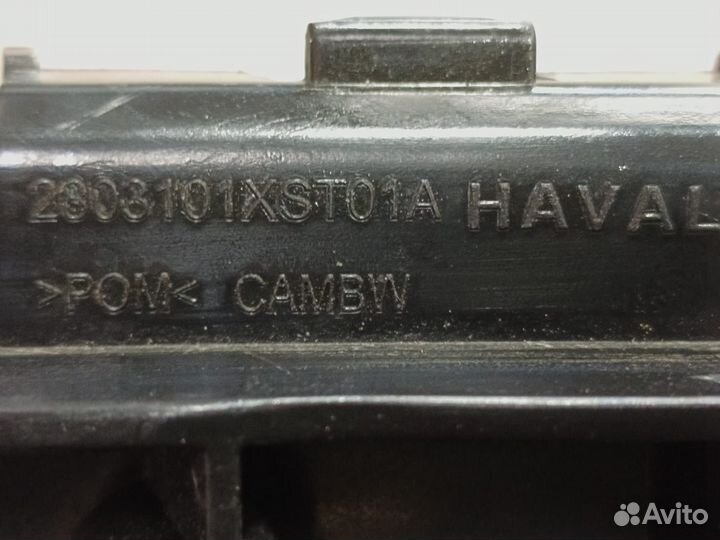 2803101XST01A HAVAL
>POM< CAMBW
Avito